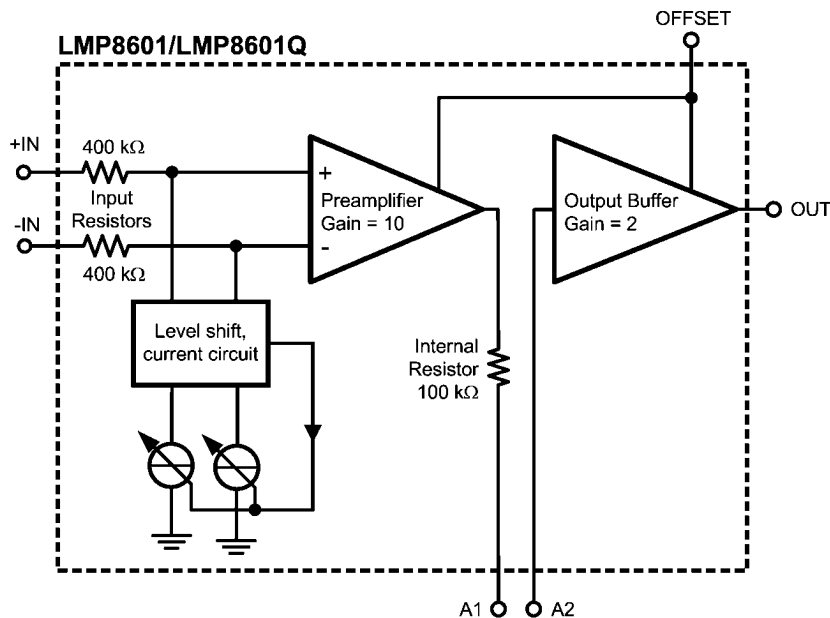 OFFSET
LMP8601/LMP8601Q
+IN
400 kΩ
+
Preamplifier
Gain = 10
Output Buffer
Gain = 2
OUT
Input
Resistors
-IN
-
400 kΩ
Level shift,
current circuit
Internal
Resistor
100 kΩ
A1
A2